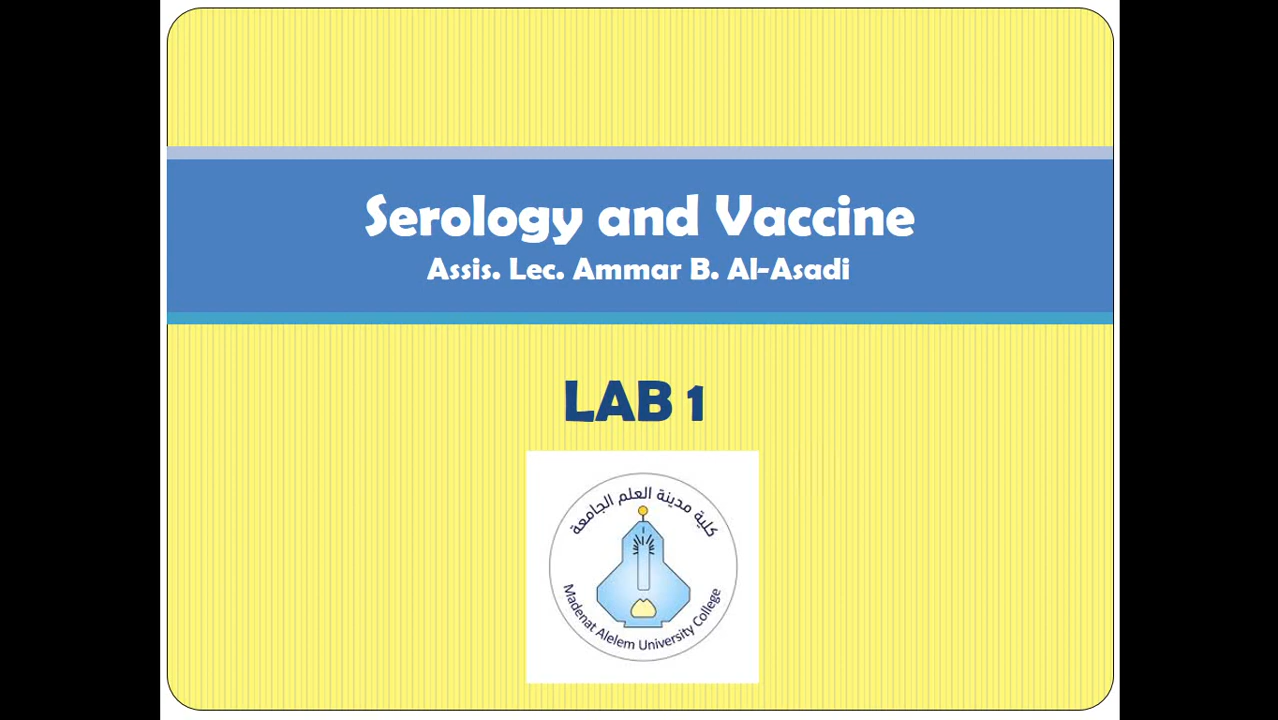 Serology and Vaccine
Assis. Lec. Ammar B. Al-Asadi
LAB 1
كلية مدينة العلم الجامعة
Madenat Alelem University College